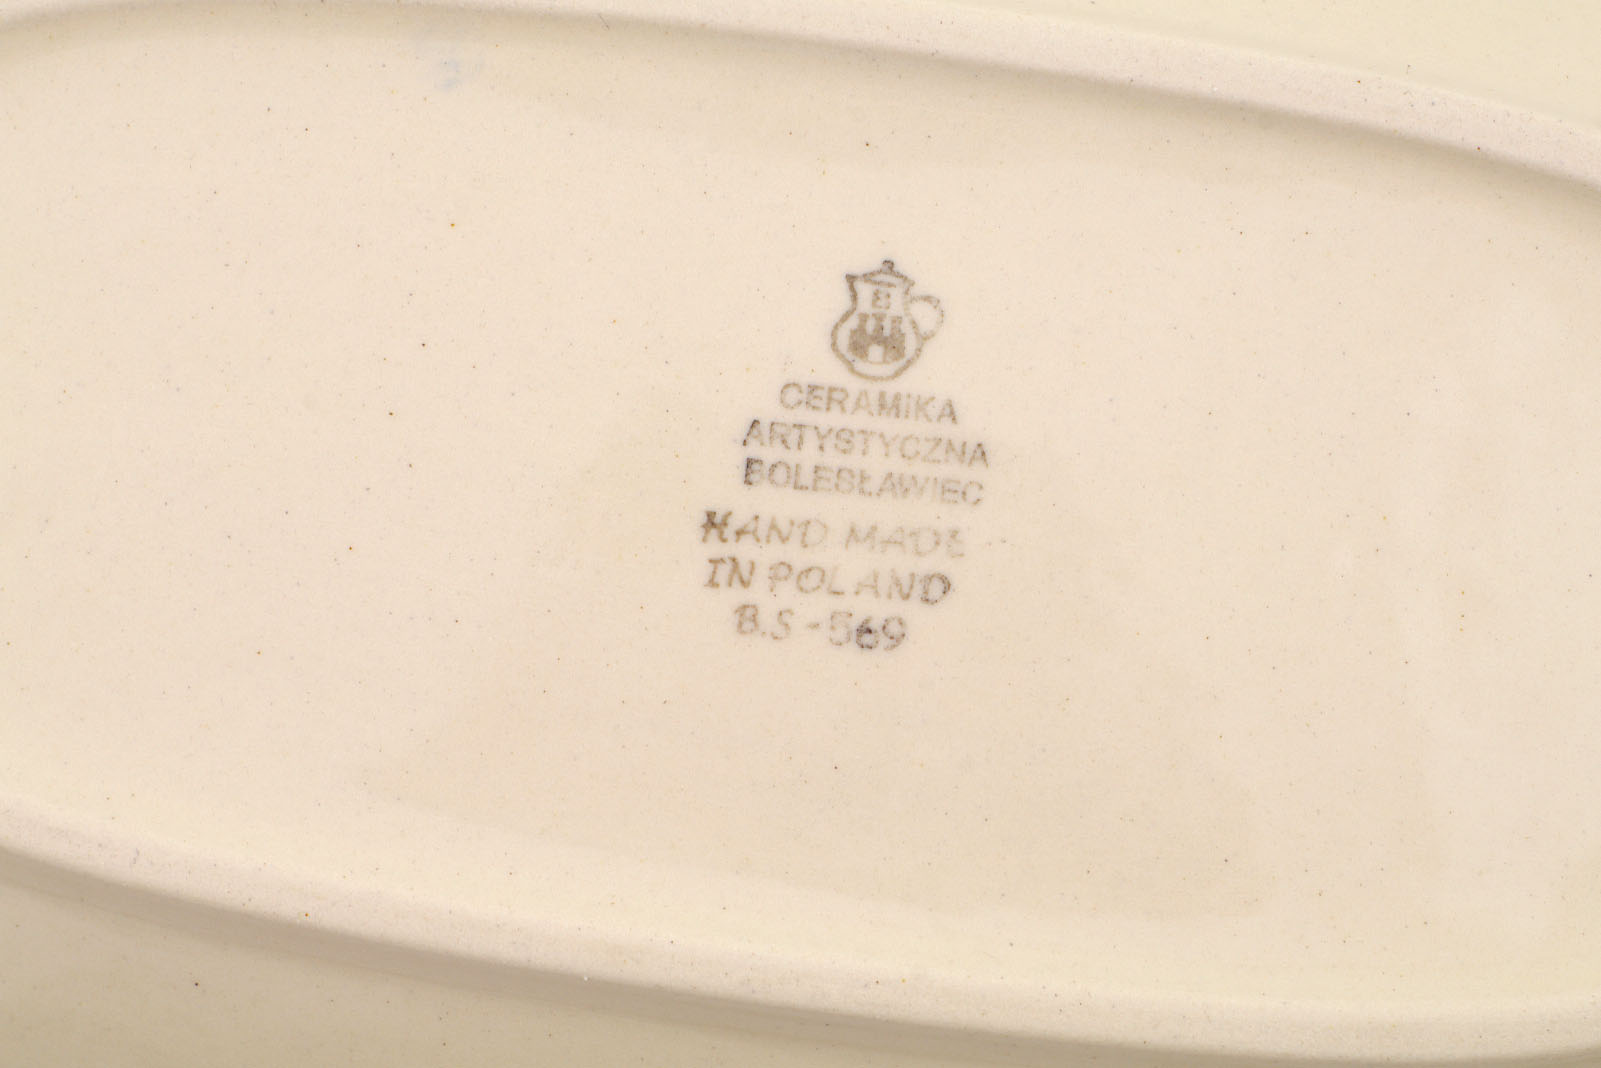 B
CERAMIKA
ARTYSTYCZNA
BOLESŁAWIEC
HAND MADE
IN POLAND
B.S - 569